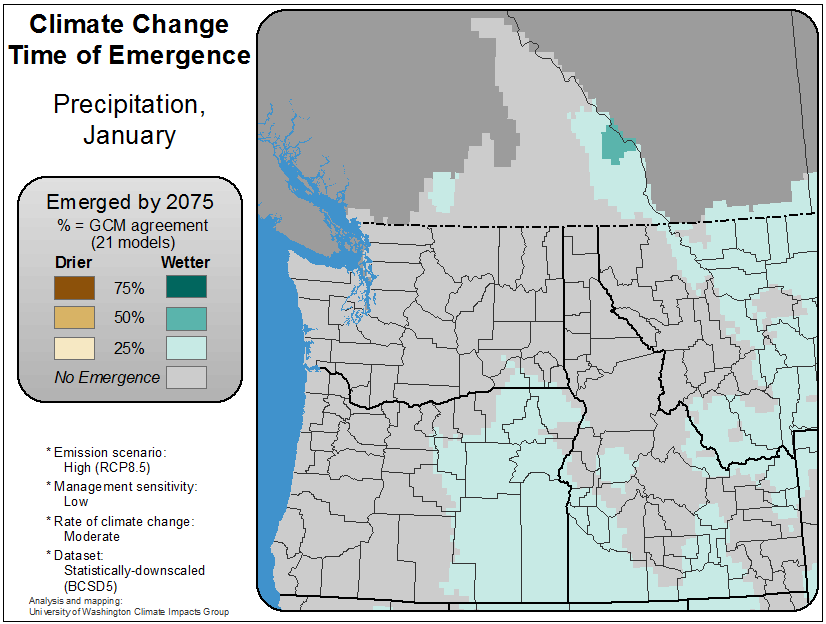 Climate Change
Time of Emergence
Precipitation,
January
Emerged by 2075
% = GCM agreement
(21 models)
Drier Wetter
75%
50%
25%
No Emergence
* Emission scenario:
High (RCP8.5)
* Management sensitivity:
Low
* Rate of climate change:
Moderate
* Dataset:
Statistically-downscaled
(BCSD5)
Analysis and mapping:
University of Washington Climate Impacts Group